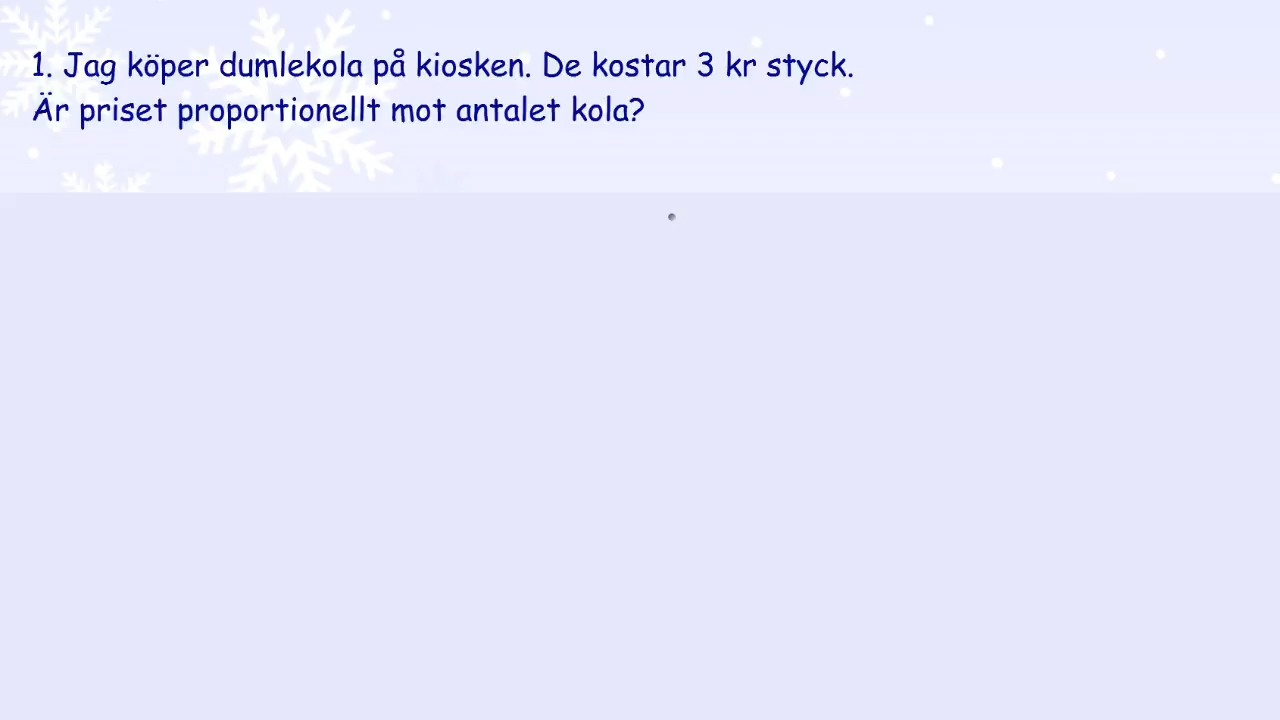 1. Jag köper dumlekola på kiosken. De kostar 3 kr styck.
Är priset proportionellt mot antalet kola?